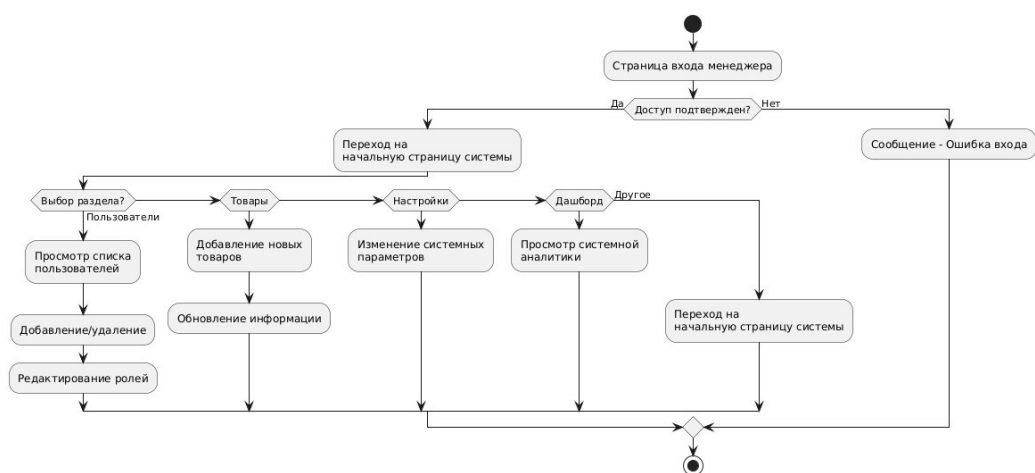 Страница входа менеджера
Да
Доступ подтвержден?
Нет
Переход на
начальную страницу системы
Сообщение - Ошибка входа
Выбор раздела?
Товары
Настройки
Дашборд
Другое
Пользователи
Просмотр списка
пользователей
Добавление новых
товаров
Изменение системных
параметров
Просмотр системной
аналитики
Добавление/удаление
Обновление информации
Переход на
начальную страницу системы
Редактирование ролей